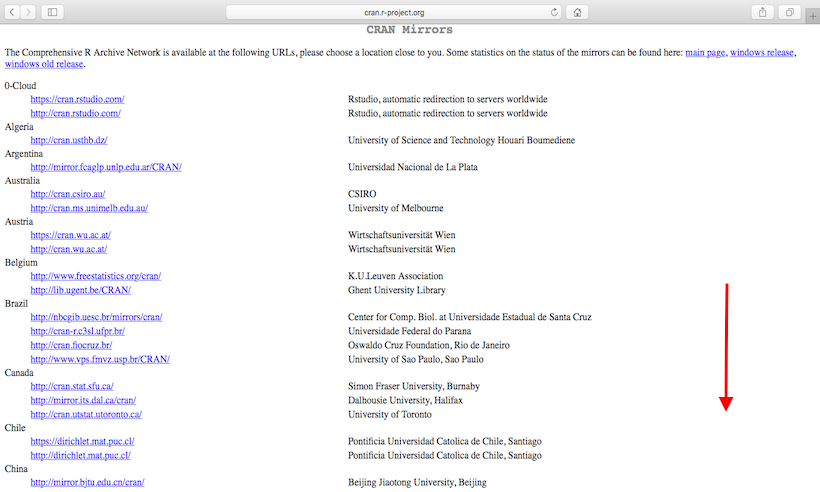 cran.r-project.org
CRAN Mirrors
The Comprehensive R Archive Network is available at the following URLs, please choose a location close to you. Some statistics on the status of the mirrors can be found here: main page, windows release,
windows old release.
0-Cloud
https://cran.rstudio.com/ Rstudio, automatic redirection to servers worldwide
http://cran.rstudio.com/ Rstudio, automatic redirection to servers worldwide
Algeria
http://cran.usthb.dz/ University of Science and Technology Houari Boumediene
Argentina
http://mirror.fcaglp.unlp.edu.ar/CRAN/ Universidad Nacional de La Plata
Australia
http://cran.csiro.au/ CSIRO
http://cran.ms.unimelb.edu.au/ University of Melbourne
Austria
https://cran.wu.ac.at/ Wirtschaftsuniversität Wien
http://cran.wu.ac.at/ Wirtschaftsuniversität Wien
Belgium
http://www.freestatistics.org/cran/ K.U.Leuven Association
http://lib.ugent.be/CRAN/ Ghent University Library
Brazil
http://nbcgib.uesc.br/mirrors/cran/ Center for Comp. Biol. at Universidade Estadual de Santa Cruz
http://cran-r.c3sl.ufpr.br/ Universidade Federal do Parana
http://cran.fiocruz.br/ Oswaldo Cruz Foundation, Rio de Janeiro
http://www.vps.fmvz.usp.br/CRAN/ University of Sao Paulo, Sao Paulo
Canada
http://cran.stat.sfu.ca/ Simon Fraser University, Burnaby
http://mirror.its.dal.ca/cran/ Dalhousie University, Halifax
http://cran.utstat.utoronto.ca/ University of Toronto
Chile
https://dirichlet.mat.puc.cl/ Pontificia Universidad Catolica de Chile, Santiago
http://dirichlet.mat.puc.cl/ Pontificia Universidad Catolica de Chile, Santiago
China
http://mirror.bjtu.edu.cn/cran/ Beijing Jiaotong University, Beijing